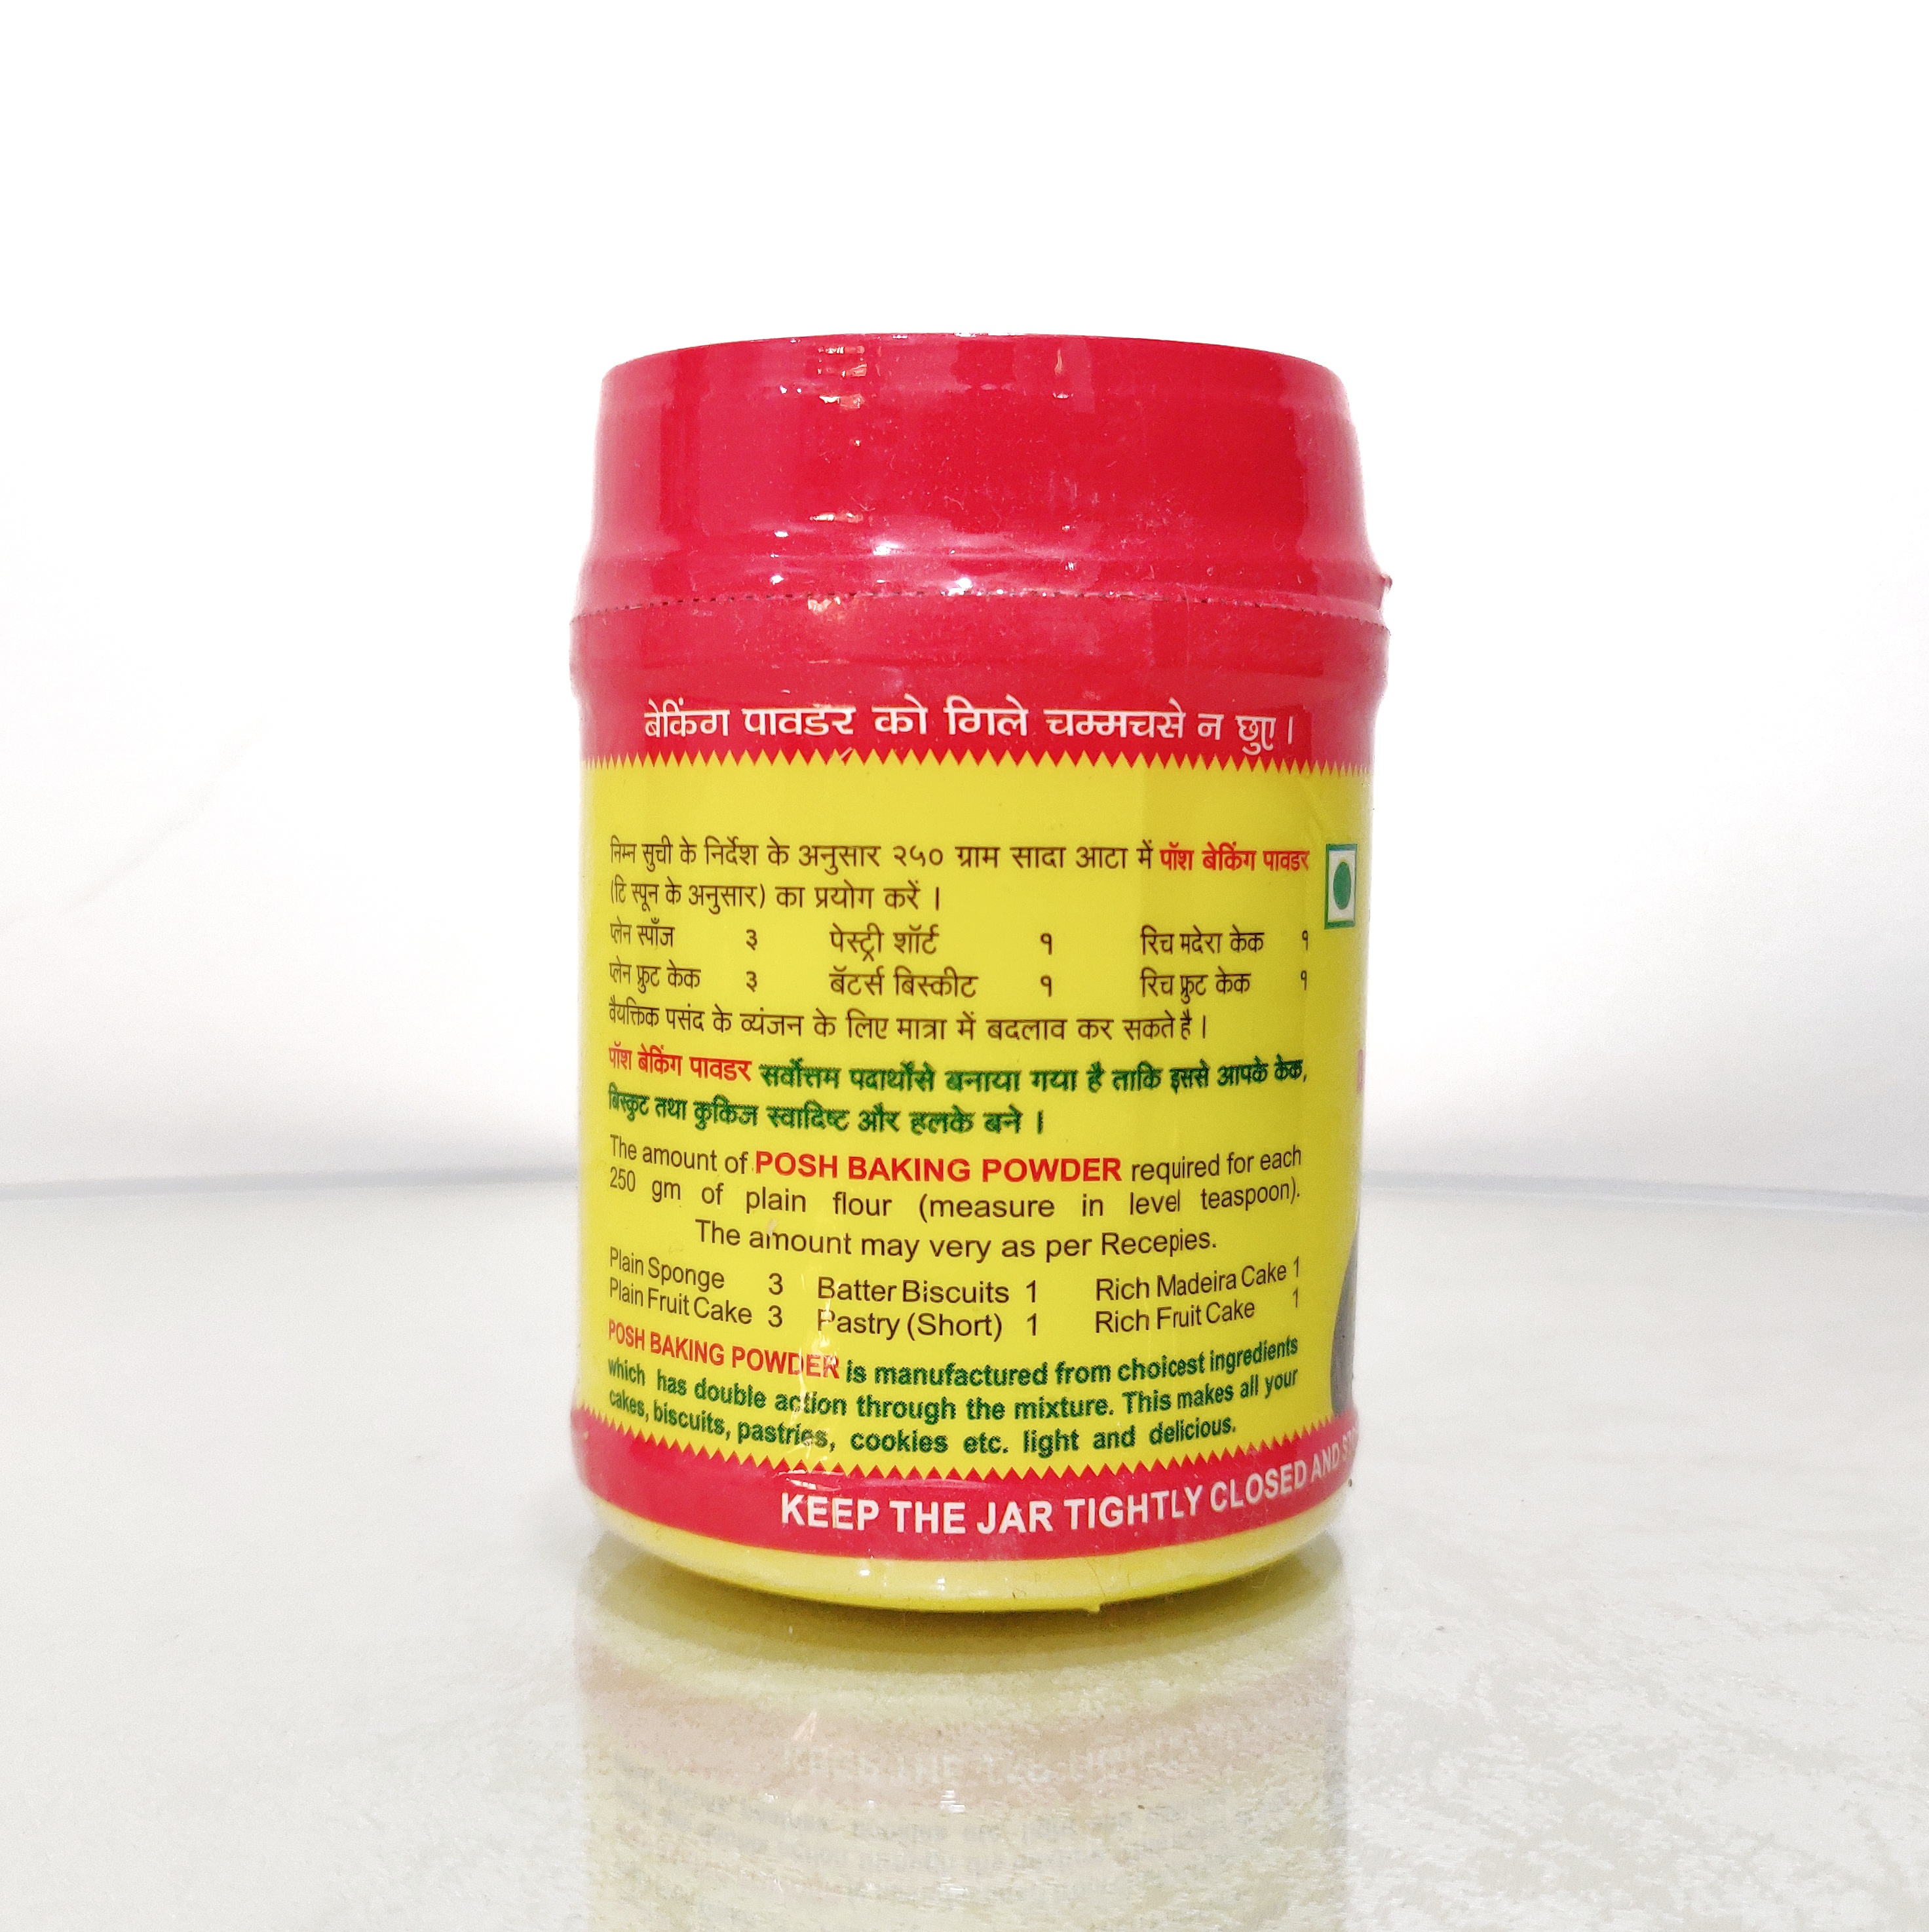 बेकिंग पावडर को गिले चम्मचसे न छुए।
निम्न सुची के निर्देश के अनुसार २५० ग्राम सादा आटा में पॉश बेकिंग पावडर
(टि स्पून के अनुसार) का प्रयोग करें ।
प्लेन स्पाँज ३ पेस्ट्री शॉर्ट १ रिच मदेरा केक १
प्लेन फ्रुट केक ३ बॅटर्स बिस्कीट १ रिच फ्रुट केक १
वैयक्तिक पसंद के व्यंजन के लिए मात्रा में बदलाव कर सकते है।
पॉश बेकिंग पावडर सर्वोत्तम पदार्थोंसे बनाया गया है ताकि इससे आपके केक,
बिस्कुट तथा कुकिज स्वादिष्ट और हलके बने ।
The amount of POSH BAKING POWDER required for each
250 gm of plain flour (measure in level teaspoon).
The amount may very as per Recepies.
Plain Sponge 3 Batter Biscuits 1 Rich Madeira Cake 1
Plain Fruit Cake 3 Pastry (Short) 1 Rich Fruit Cake 1
POSH BAKING POWDER is manufactured from choicest ingredients
which has double action through the mixture. This makes all your
cakes, biscuits, pastries, cookies etc. light and delicious.
KEEP THE JAR TIGHTLY CLOSED AND